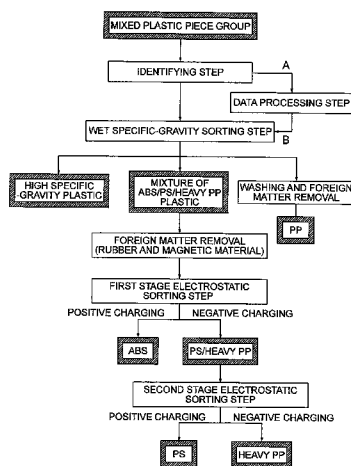 MIXED PLASTIC PIECE GROUP
IDENTIFYING STEP
A
DATA PROCESSING STEP
B
WET SPECIFIC-GRAVITY SORTING STEP
HIGH SPECIFIC-
GRAVITY PLASTIC
MIXTURE OF
ABS/PS/HEAVY PP
PLASTIC
WASHING AND FOREIGN
MATTER REMOVAL
PP
FOREIGN MATTER REMOVAL
(RUBBER AND MAGNETIC MATERIAL)
FIRST STAGE ELECTROSTATIC
SORTING STEP
POSITIVE CHARGING
NEGATIVE CHARGING
ABS
PS/HEAVY PP
SECOND STAGE ELECTROSTATIC
SORTING STEP
POSITIVE CHARGING
NEGATIVE CHARGING
PS
HEAVY PP